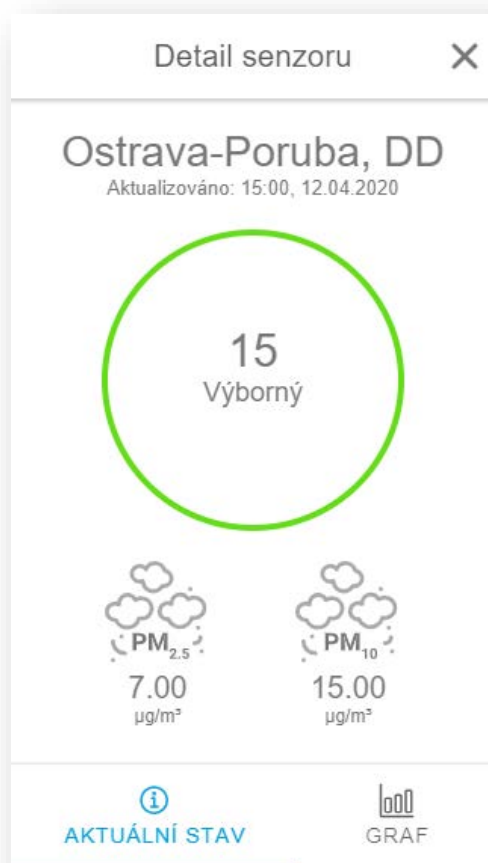 Detail senzoru ×
Ostrava-Poruba, DD
Aktualizováno: 15:00, 12.04.2020
15
Výborný
PM2.5
PM10
7.00
15.00
µg/m³
µg/m³
AKTUÁLNÍ STAV
GRAF